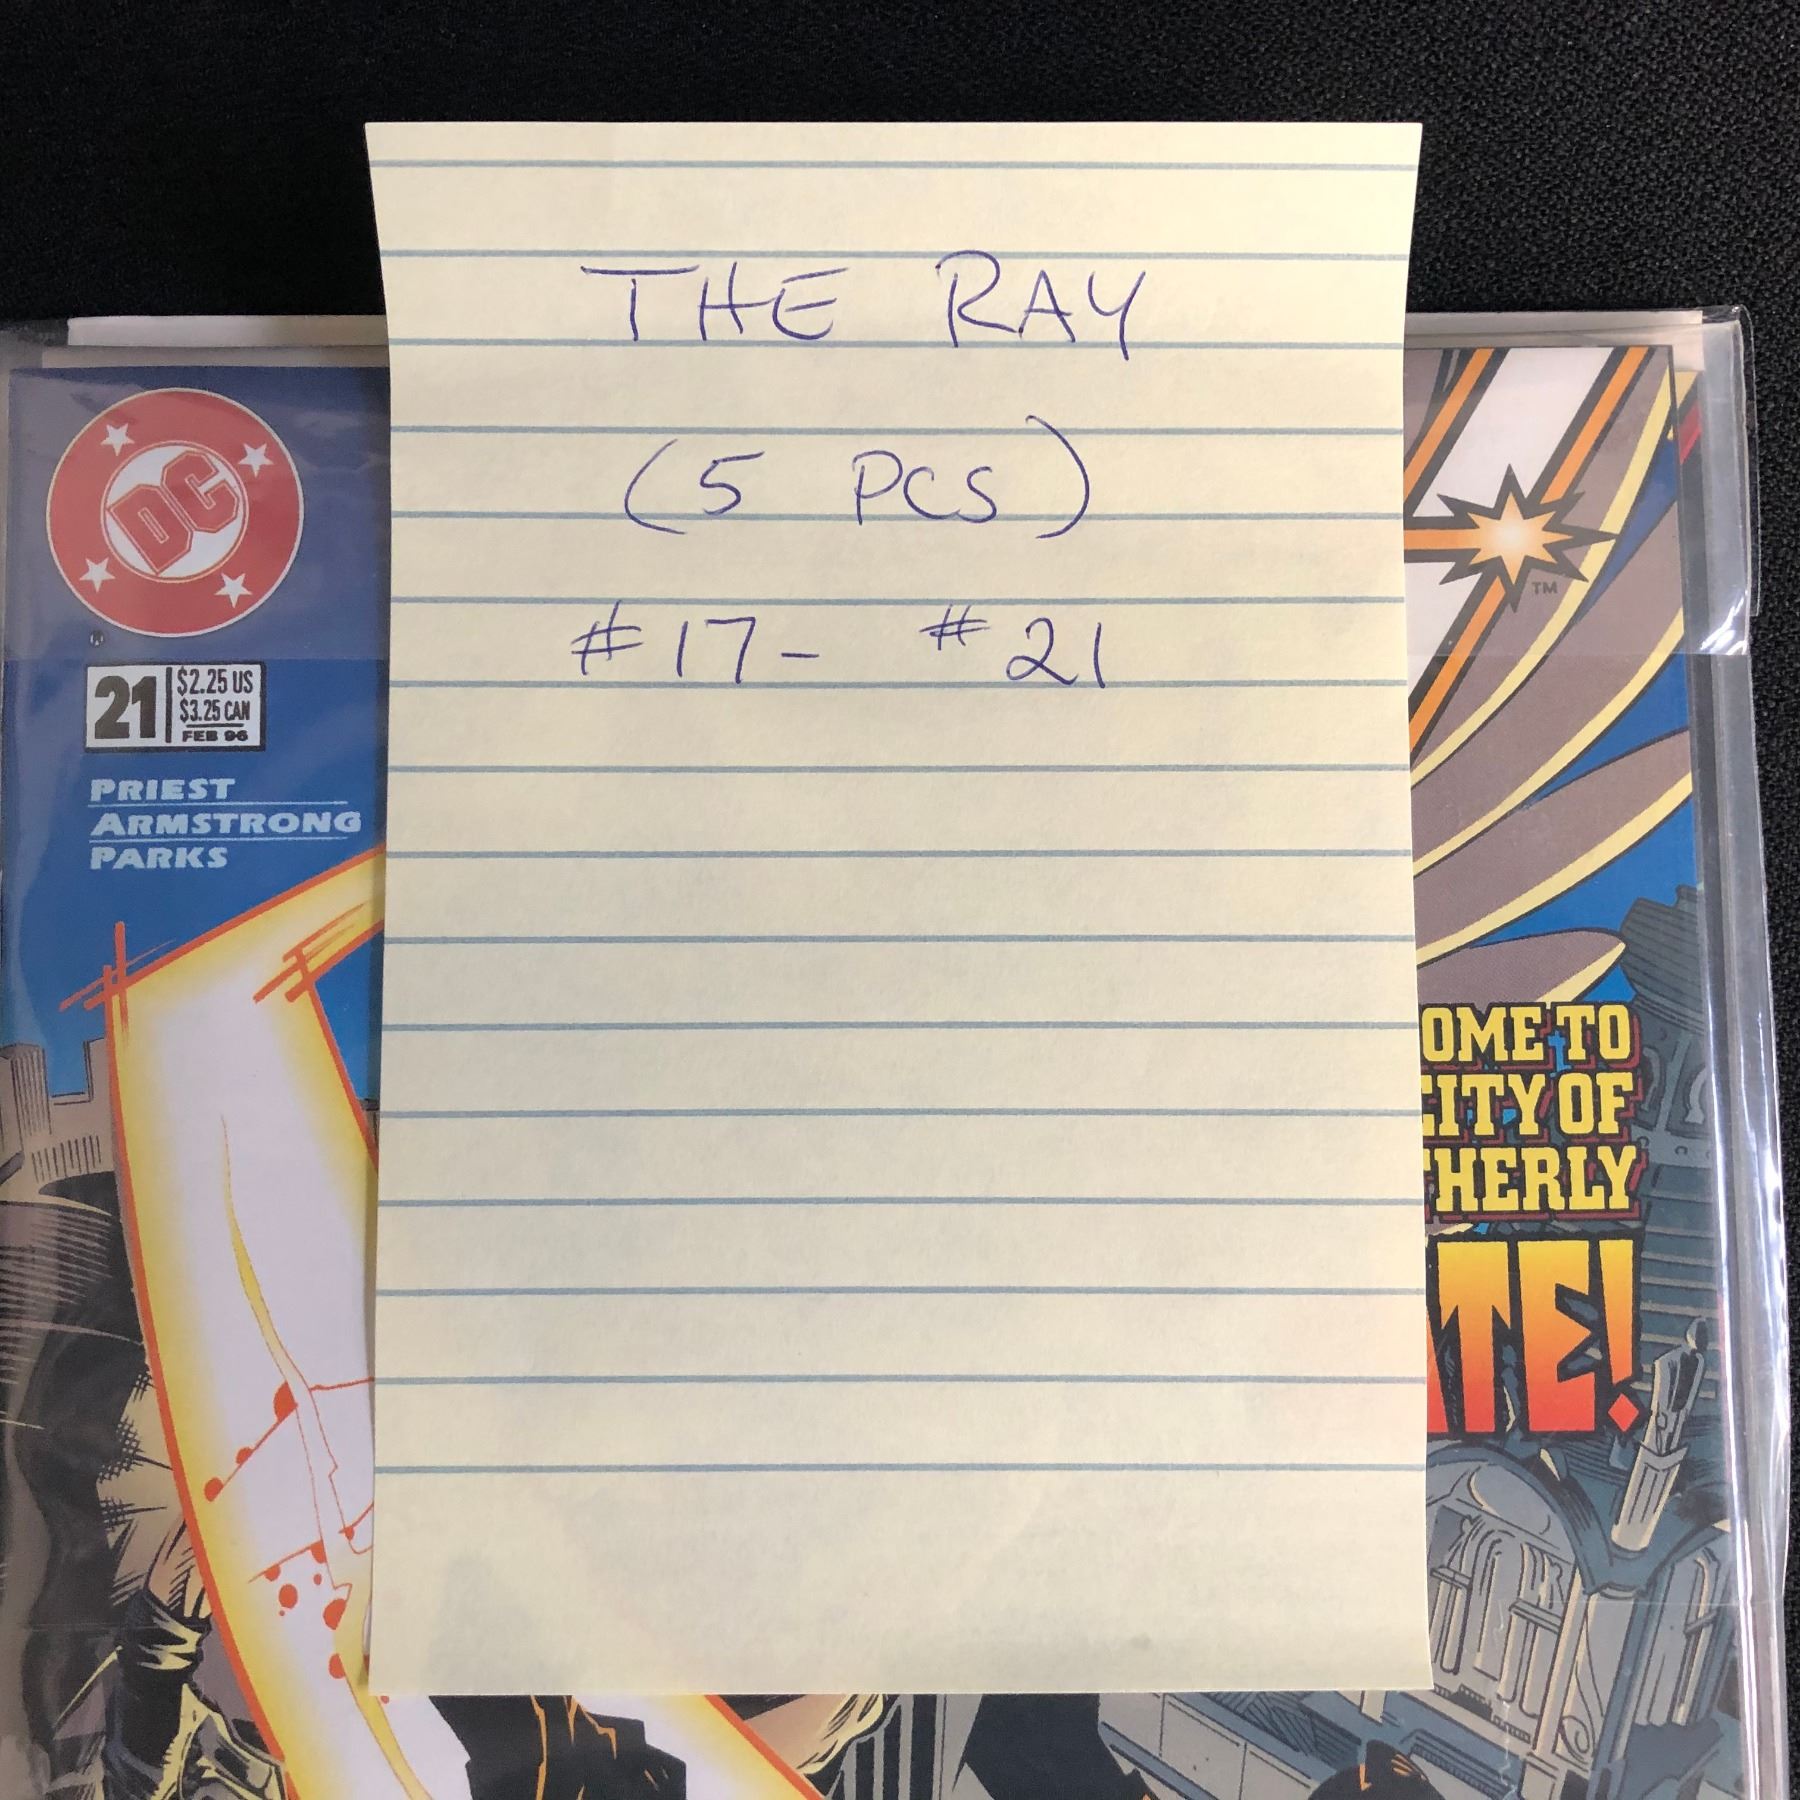 THE RAY
(5 PCS)
#17- #21
DC
®
21
$2.25 US
$3.25 CAN
FEB 96
PRIEST
ARMSTRONG
PARKS
TM
OME TO
CITY OF
HERLY
TE!